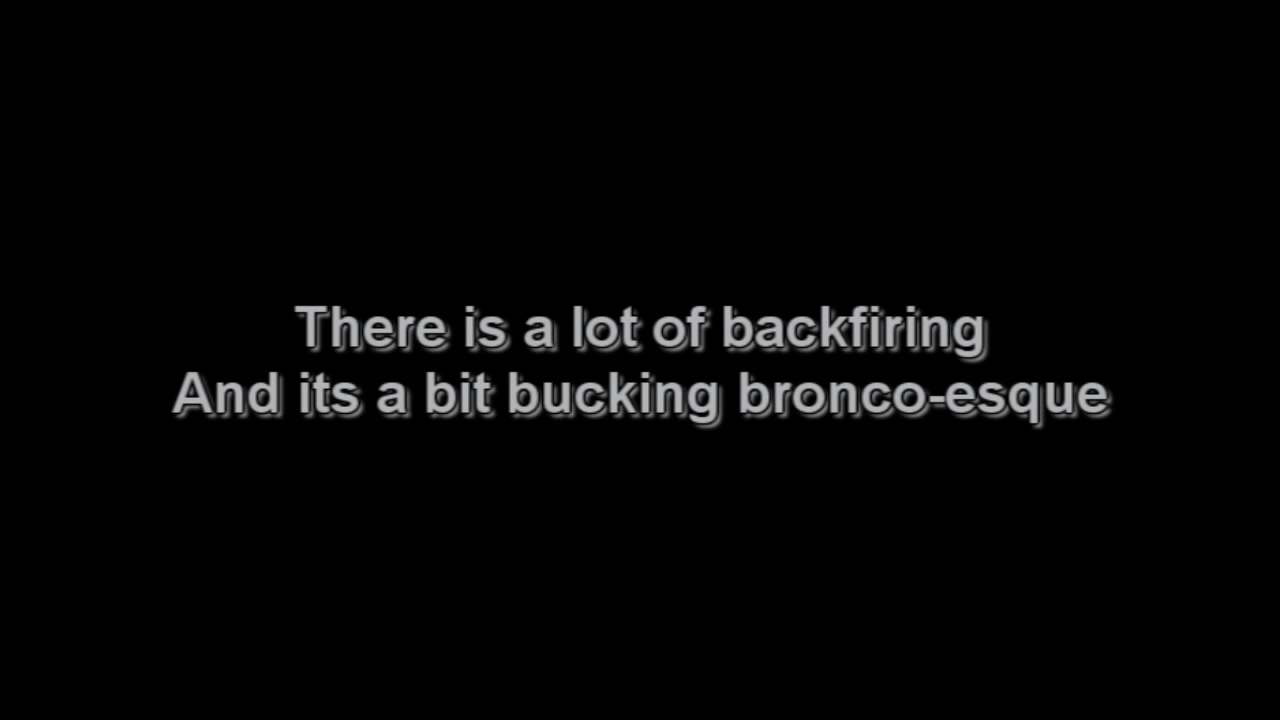 There is a lot of backfiring
And its a bit bucking bronco-esque